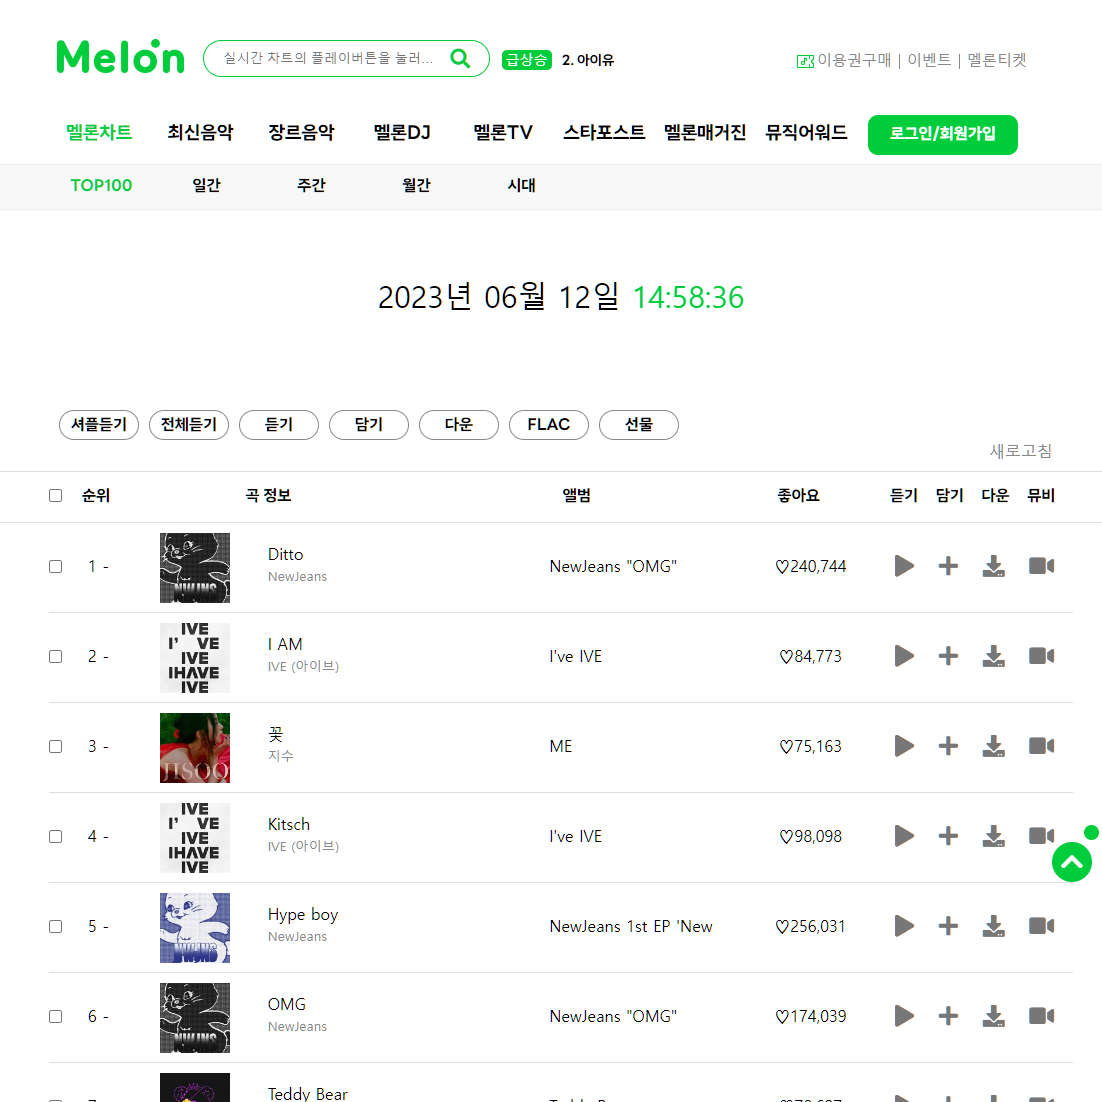 Melon
실시간 차트의 플레이버튼을 눌러...
급상승 2. 아이유
이용권구매 | 이벤트 | 멜론티켓
멜론차트 최신음악 장르음악 멜론DJ 멜론TV 스타포스트 멜론매거진 뮤직어워드 로그인/회원가입
TOP100 일간 주간 월간 시대
2023년 06월 12일 14:58:36
셔플듣기 전체듣기 듣기 담기 다운 FLAC 선물
새로고침
순위 곡 정보 앨범 좋아요 듣기 담기 다운 뮤비
NWJNS
1 - Ditto NewJeans "OMG" ♡240,744
NewJeans
IVE
I' VE
IVE
I HAVE
IVE
2 - I AM I've IVE ♡84,773
IVE (아이브)
JISOO
3 - 꽃 ME ♡75,163
지수
IVE
I' VE
IVE
I HAVE
IVE
4 - Kitsch I've IVE ♡98,098
IVE (아이브)
NWJNS
5 - Hype boy NewJeans 1st EP 'New ♡256,031
NewJeans
NWJNS
6 - OMG NewJeans "OMG" ♡174,039
NewJeans
Teddy Bear